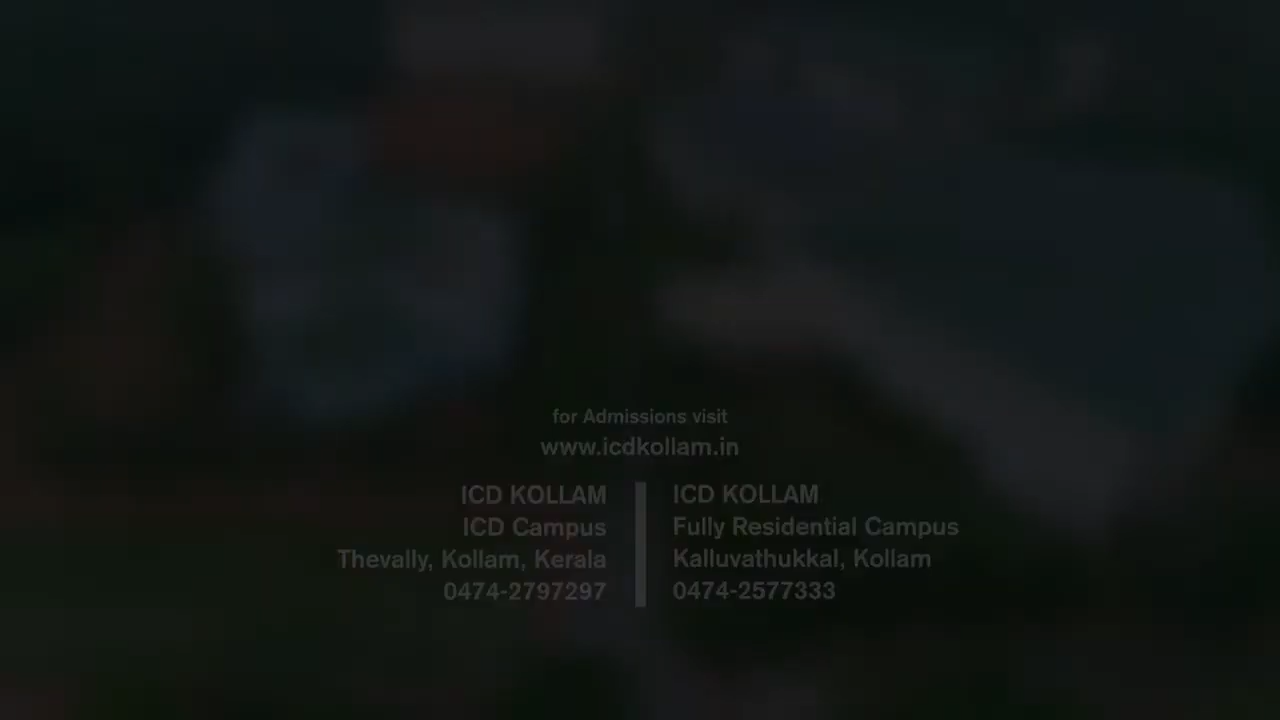 for Admissions visit
www.icdkollam.in
ICD KOLLAM
ICD Campus
Thevally, Kollam, Kerala
0474-2797297
ICD KOLLAM
Fully Residential Campus
Kalluvathukkal, Kollam
0474-2577333